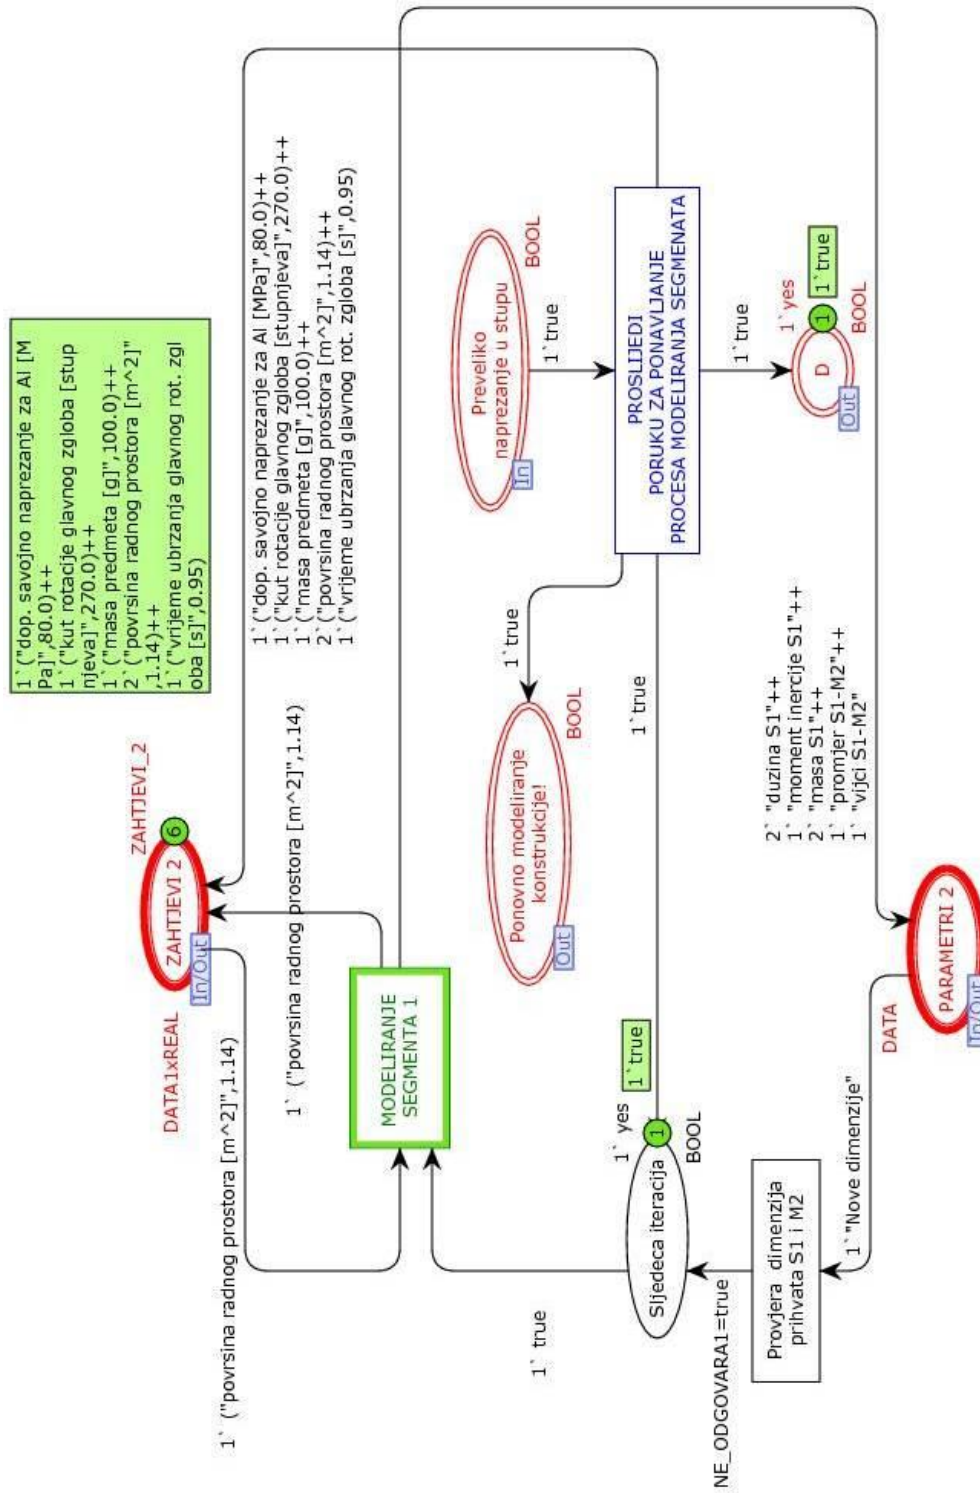 1`("dop. savojno naprezanje za Al [M
Pa]",80.0)++
1`("kut rotacije glavnog zgloba [stup
njeva]",270.0)++
1`("masa predmeta [g]",100.0)++
2`("povrsina radnog prostora [m^2]"
,1.14)++
1`("vrijeme ubrzanja glavnog rot. zgl
oba [s]",0.95)
ZAHTJEVI_2
6
ZAHTJEVI 2
In/Out
DATA1xREAL
1` ("povrsina radnog prostora [m^2]",1.14)
1` ("povrsina radnog prostora [m^2]",1.14)
1`("dop. savojno naprezanje za Al [MPa]",80.0)++
1`("kut rotacije glavnog zgloba [stupnjeva]",270.0)++
1`("masa predmeta [g]",100.0)++
2`("povrsina radnog prostora [m^2]",1.14)++
1`("vrijeme ubrzanja glavnog rot. zgloba [s]",0.95)
MODELIRANJE
SEGMENTA 1
Preveliko
naprezanje u stupu
In
BOOL
1`true
Ponovno modeliranje
konstrukcije!
Out
BOOL
1`true
PROSLIJEDI
PORUKU ZA PONAVLJANJE
PROCESA MODELIRANJA SEGMENATA
1`true
1`true
1` true
Sljedeca iteracija
1` yes
1
1`true
BOOL
D
Out
1`yes
1
1`true
BOOL
NE_ODGOVARA1=true
Provjera dimenzija
prihvata S1 i M2
1`"Nove dimenzije"
2` "duzina S1"++
1` "moment inercije S1"++
2` "masa S1"++
1` "promjer S1-M2"++
1` "vijci S1-M2"
DATA
PARAMETRI 2
In/Out